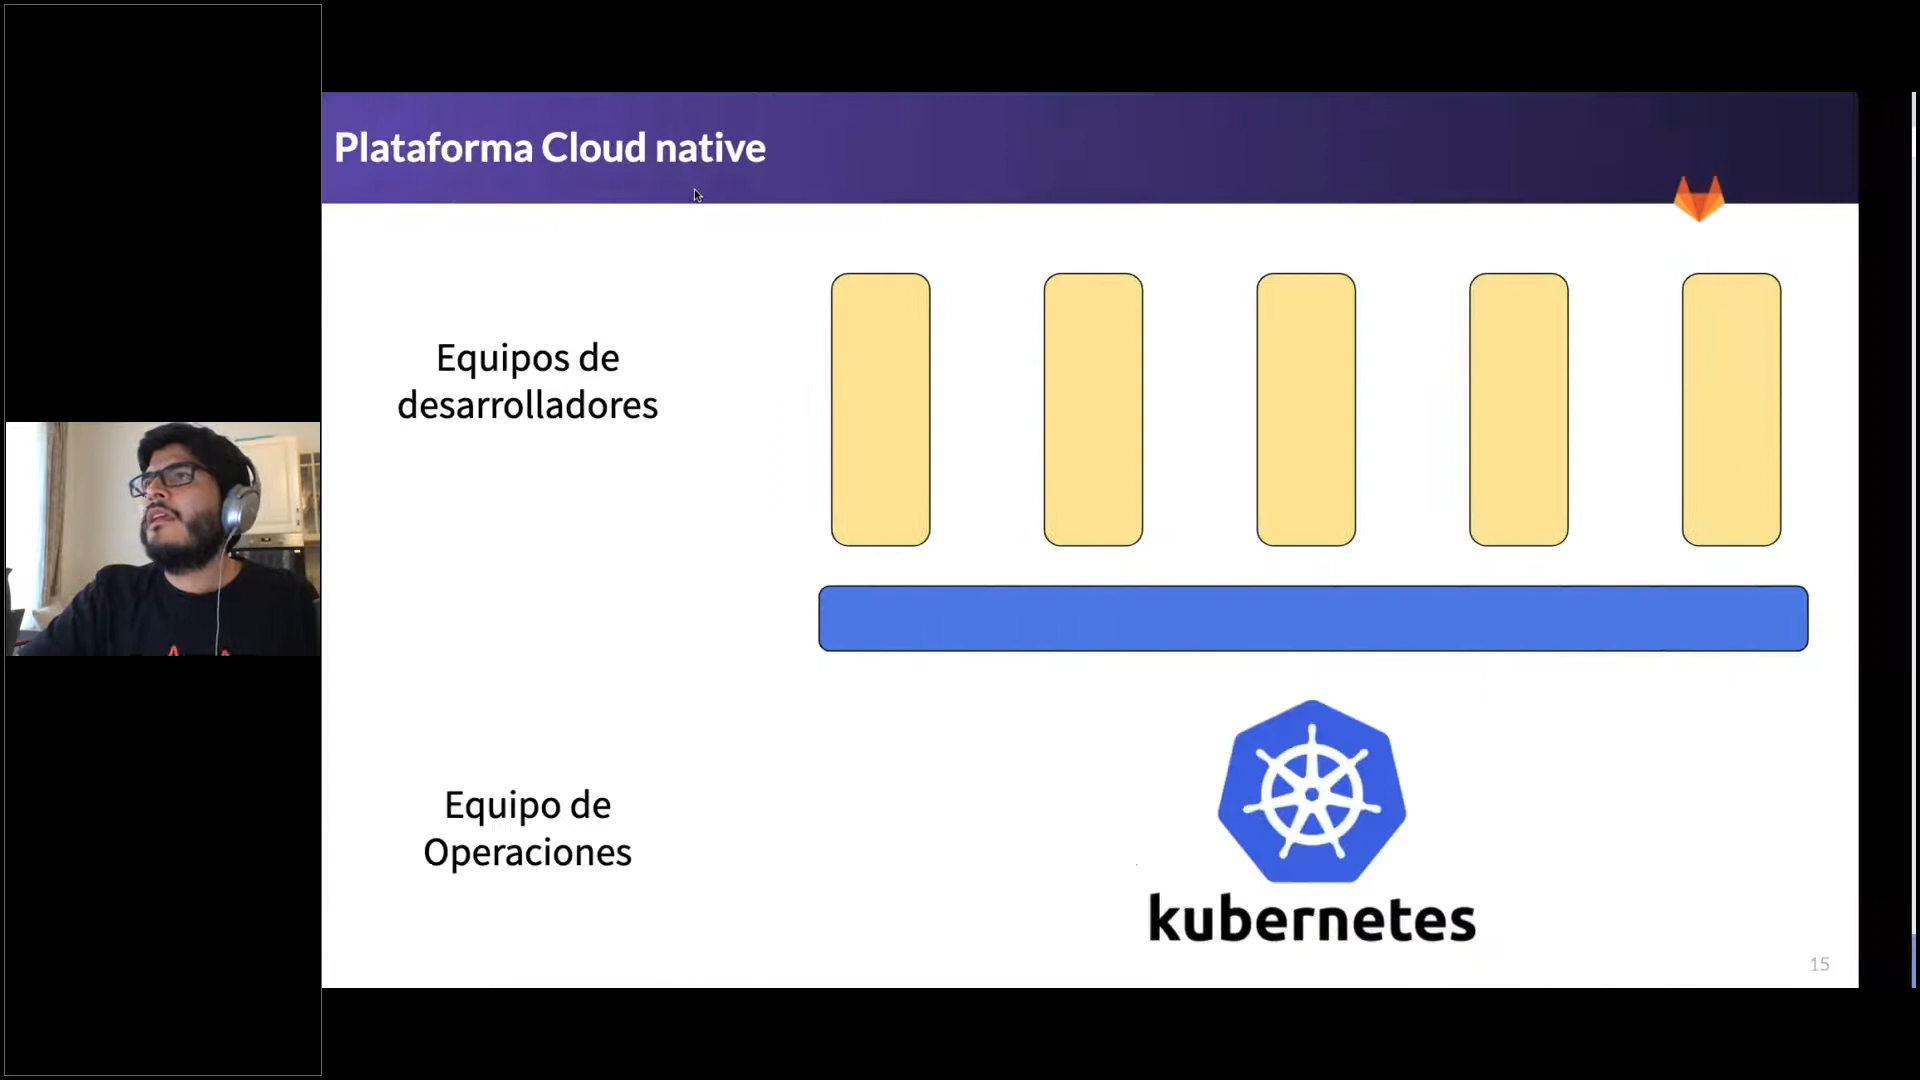 Plataforma Cloud native
Equipos de
desarrolladores
Equipo de
Operaciones
kubernetes
15